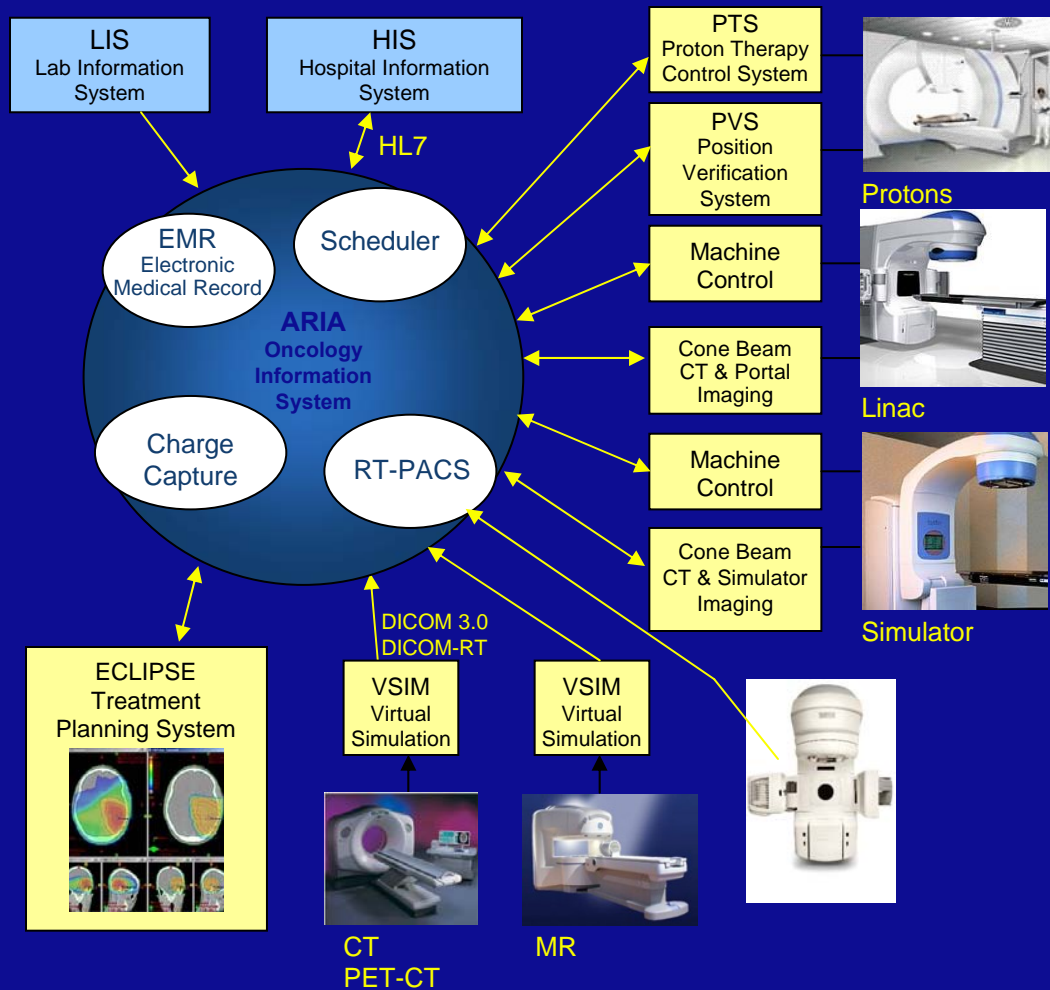 LIS
Lab Information
System
HIS
Hospital Information
System
HL7
PTS
Proton Therapy
Control System
PVS
Position
Verification
System
Protons
EMR
Electronic
Medical Record
Scheduler
Machine
Control
ARIA
Oncology
Information
System
Cone Beam
CT & Portal
Imaging
Linac
Charge
Capture
RT-PACS
Machine
Control
Cone Beam
CT & Simulator
Imaging
Simulator
DICOM 3.0
DICOM-RT
ECLIPSE
Treatment
Planning System
VSIM
Virtual
Simulation
VSIM
Virtual
Simulation
CT
PET-CT
MR